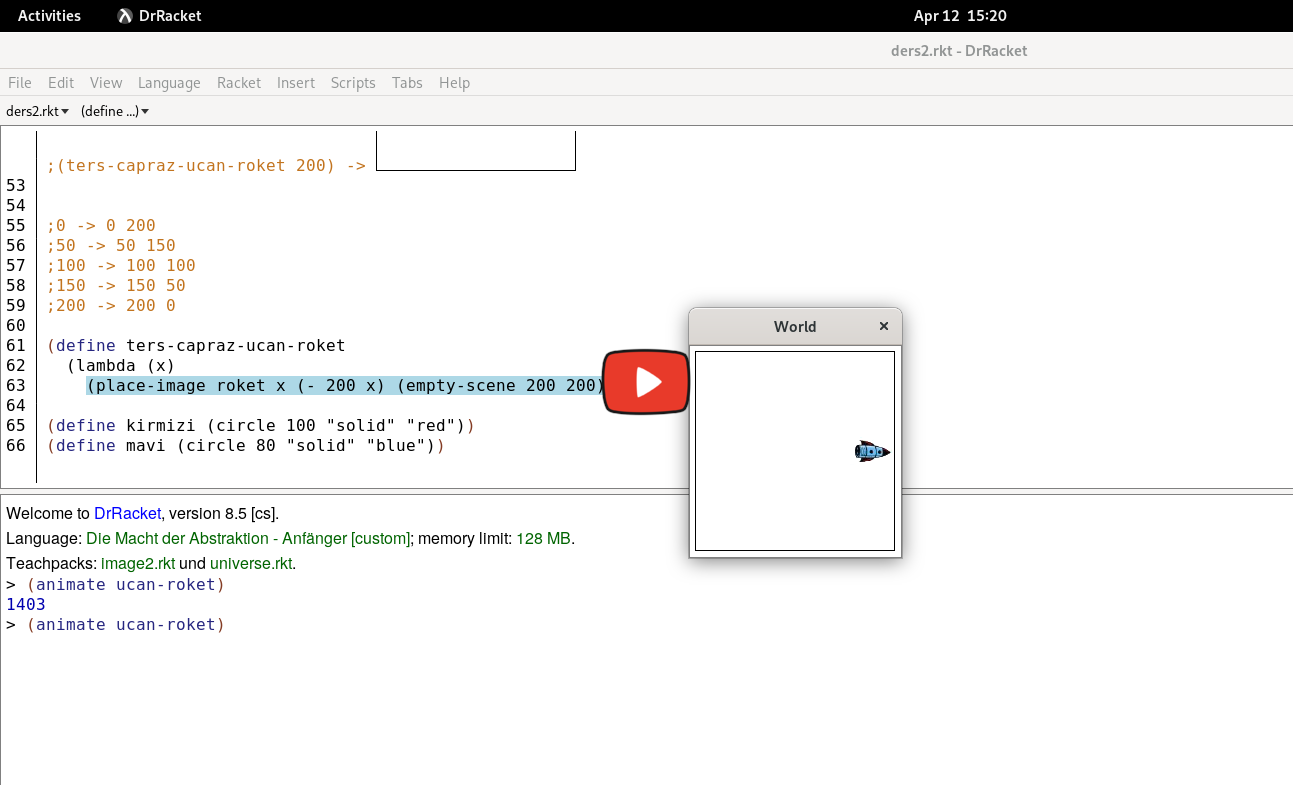 Activities DrRacket Apr 12 15:20
ders2.rkt - DrRacket
File Edit View Language Racket Insert Scripts Tabs Help
ders2.rkt (define ...)
;(ters-capraz-ucan-roket 200) ->
53
54
55 ;0 -> 0 200
56 ;50 -> 50 150
57 ;100 -> 100 100
58 ;150 -> 150 50
59 ;200 -> 200 0
60
61 (define ters-capraz-ucan-roket
62 (lambda (x)
63 (place-image roket x (- 200 x) (empty-scene 200 200)
64
65 (define kirmizi (circle 100 "solid" "red"))
66 (define mavi (circle 80 "solid" "blue"))
World
Welcome to DrRacket, version 8.5 [cs].
Language: Die Macht der Abstraktion - Anfänger [custom]; memory limit: 128 MB.
Teachpacks: image2.rkt und universe.rkt.
> (animate ucan-roket)
1403
> (animate ucan-roket)